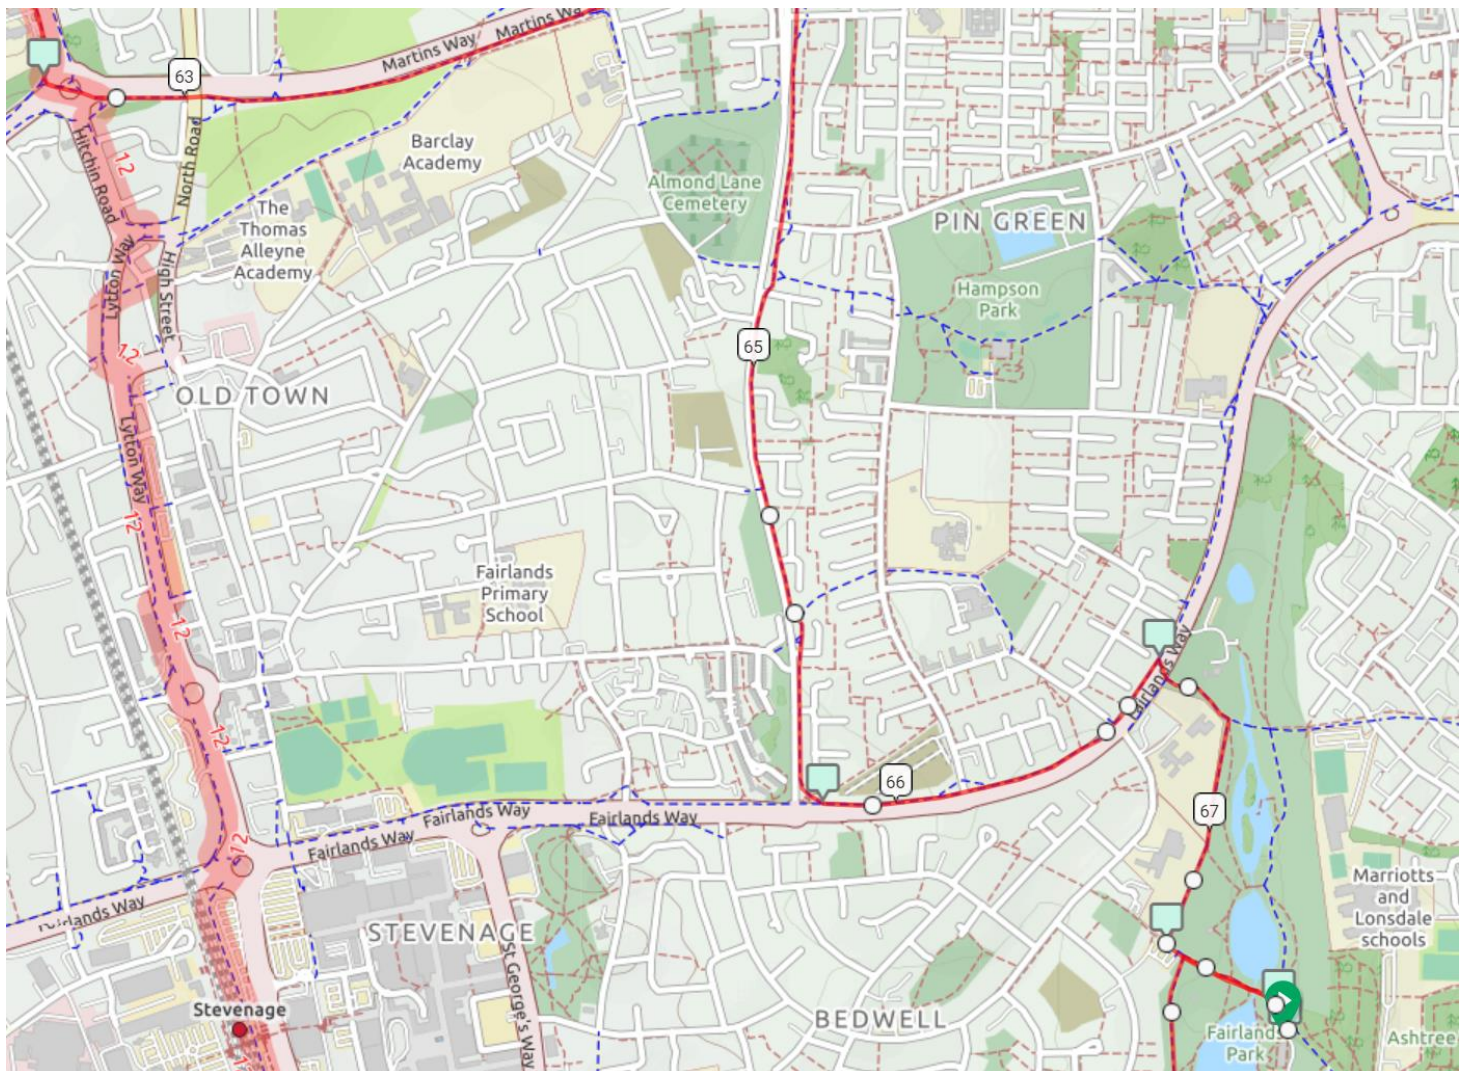 Martins Way
Martins Wa
63
Hitchin Road
12
North Road
Barclay
Academy
Almond Lane
Cemetery
PIN GREEN
The
Thomas
Alleyne
Academy
Lytton Way
High Street
Hampson
Park
65
12
OLD TOWN
Lytton Way
12
Fairlands
Primary
School
12
Fairlands Way
12
66
67
Fairlands Way
Fairlands Way
Fairlands Way
12
Marriotts
and
Lonsdale
schools
STEVENAGE
St George's Way
Stevenage
BEDWELL
Fairlands
Park
Ashtree